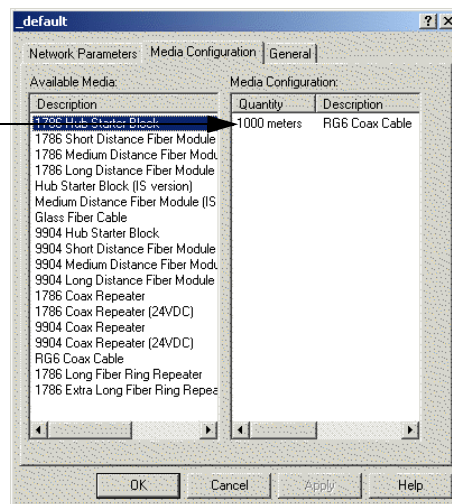 _default
Network Parameters Media Configuration General
Available Media: Media Configuration:
Description Quantity Description
1786 Hub Starter Block 1000 meters RG6 Coax Cable
1786 Short Distance Fiber Module
1786 Medium Distance Fiber Modu
1786 Long Distance Fiber Module
Hub Starter Block (IS version)
Medium Distance Fiber Module (IS
Glass Fiber Cable
9904 Hub Starter Block
9904 Short Distance Fiber Module
9904 Medium Distance Fiber Modu
9904 Long Distance Fiber Module
1786 Coax Repeater
1786 Coax Repeater (24VDC)
9904 Coax Repeater
9904 Coax Repeater (24VDC)
RG6 Coax Cable
1786 Long Fiber Ring Repeater
1786 Extra Long Fiber Ring Repea
OK Cancel Apply Help